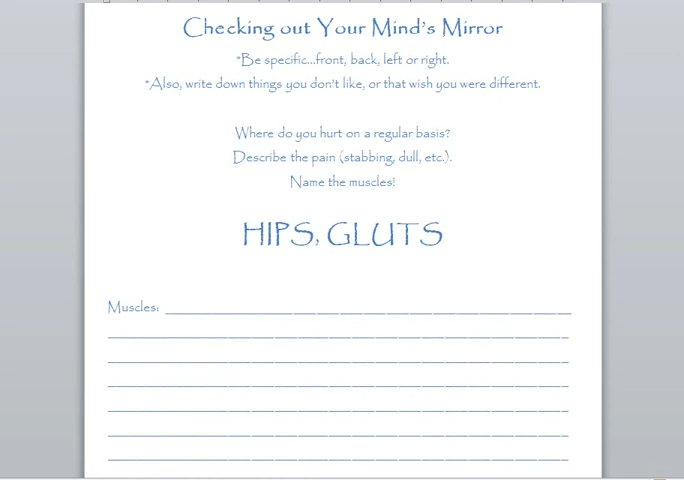 Checking out Your Mind's Mirror
*Be specific...front, back, left or right.
*Also, write down things you don't like, or that wish you were different.
Where do you hurt on a regular basis?
Describe the pain (stabbing, dull, etc.).
Name the muscles!
HIPS, GLUTS
Muscles: